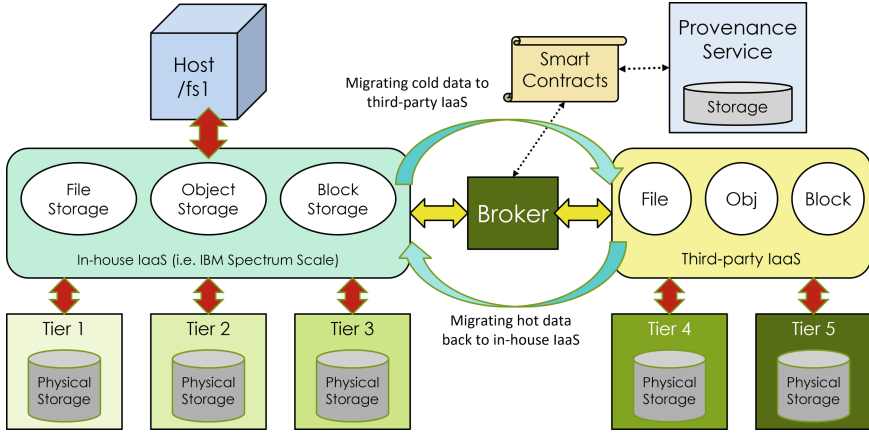 Host
/fs1
Migrating cold data to
third-party IaaS
Smart
Contracts
Provenance
Service
Storage
File
Storage
Object
Storage
Block
Storage
In-house IaaS (i.e. IBM Spectrum Scale)
Broker
File
Obj
Block
Third-party IaaS
Migrating hot data
back to in-house IaaS
Tier 1
Physical
Storage
Tier 2
Physical
Storage
Tier 3
Physical
Storage
Tier 4
Physical
Storage
Tier 5
Physical
Storage